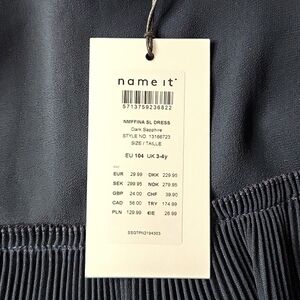 name it
5713759236822
NMFFINA SL DRESS
Dark Sapphire
STYLE NO. 13186723
SIZE / TAILLE
EU 104 UK 3-4y
EUR 29.99 DKK 229.95
SEK 299.95 NOK 279.95
GBP 24.00 CHF 39.90
CAD 56.00 TRY 174.99
PLN 129.99 €IE 26.99
SSQTPN2194303